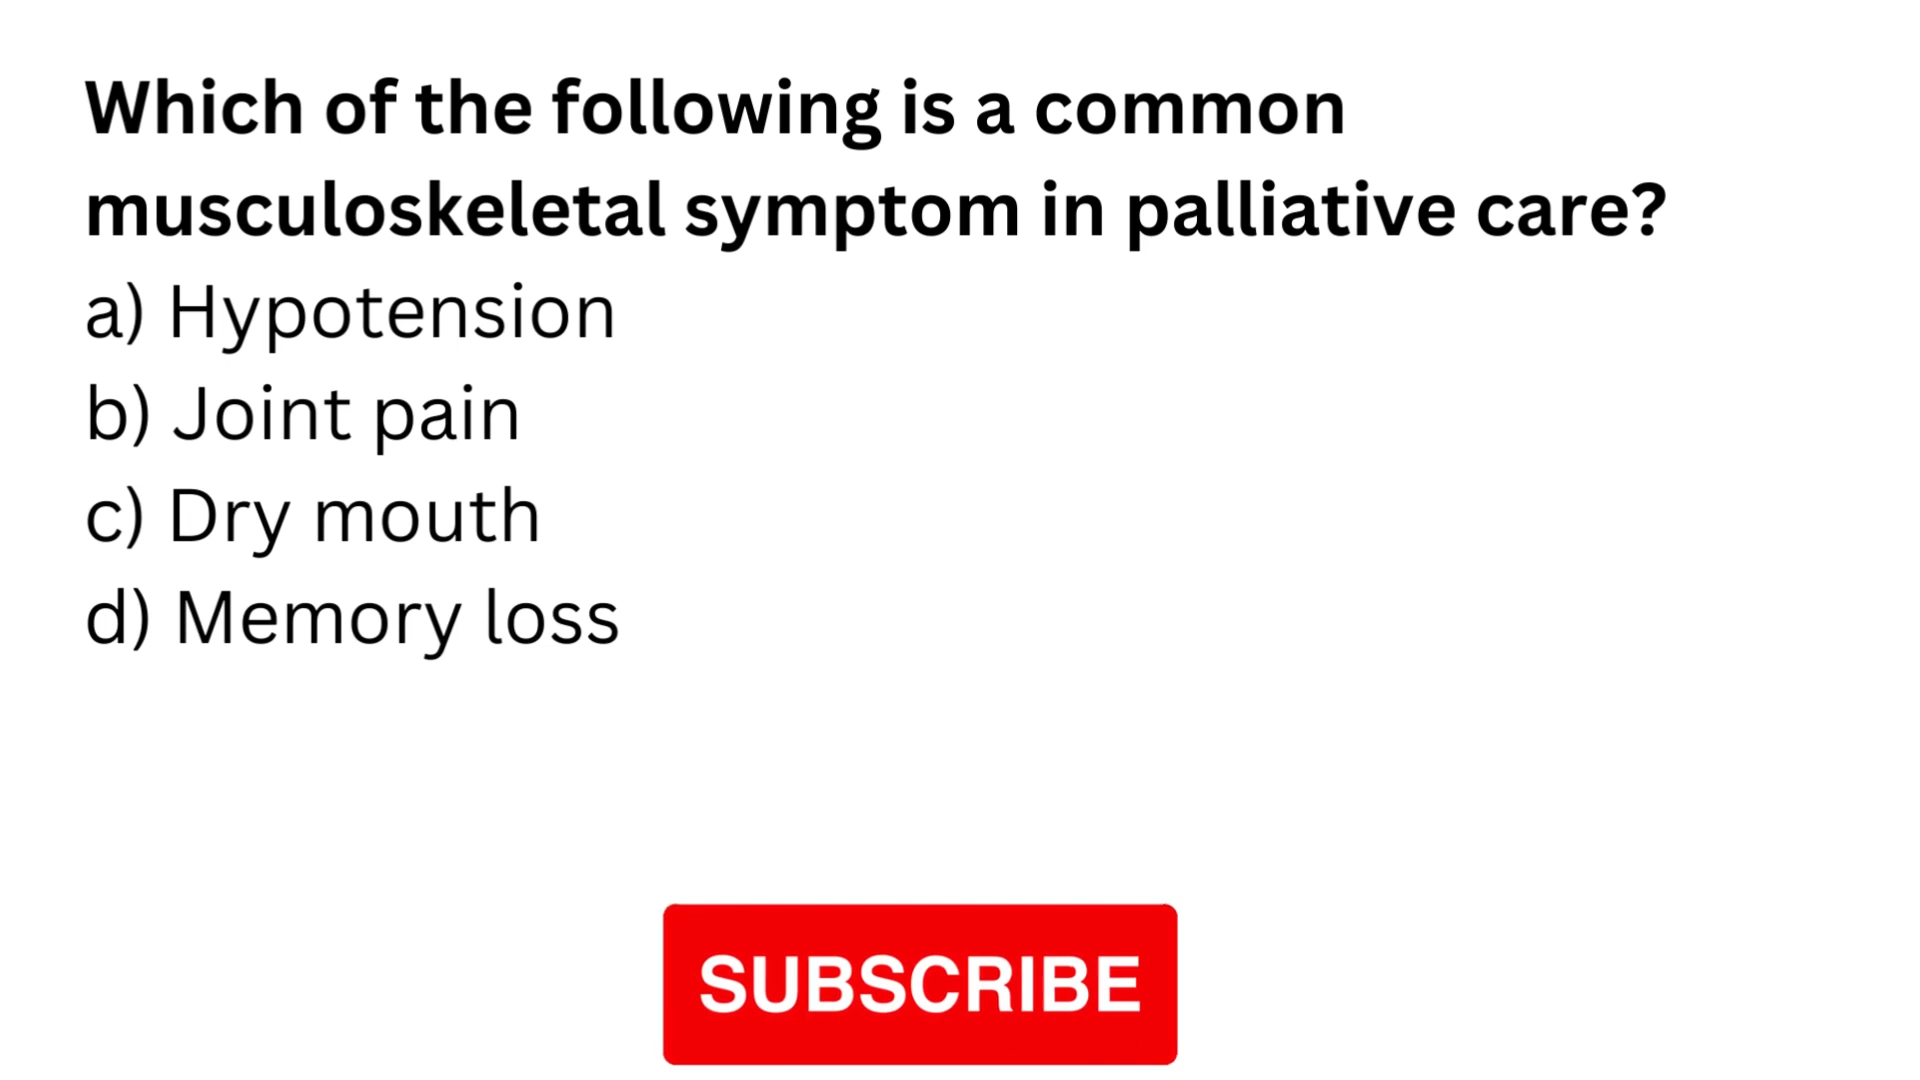 Which of the following is a common
musculoskeletal symptom in palliative care?
a) Hypotension
b) Joint pain
c) Dry mouth
d) Memory loss
SUBSCRIBE